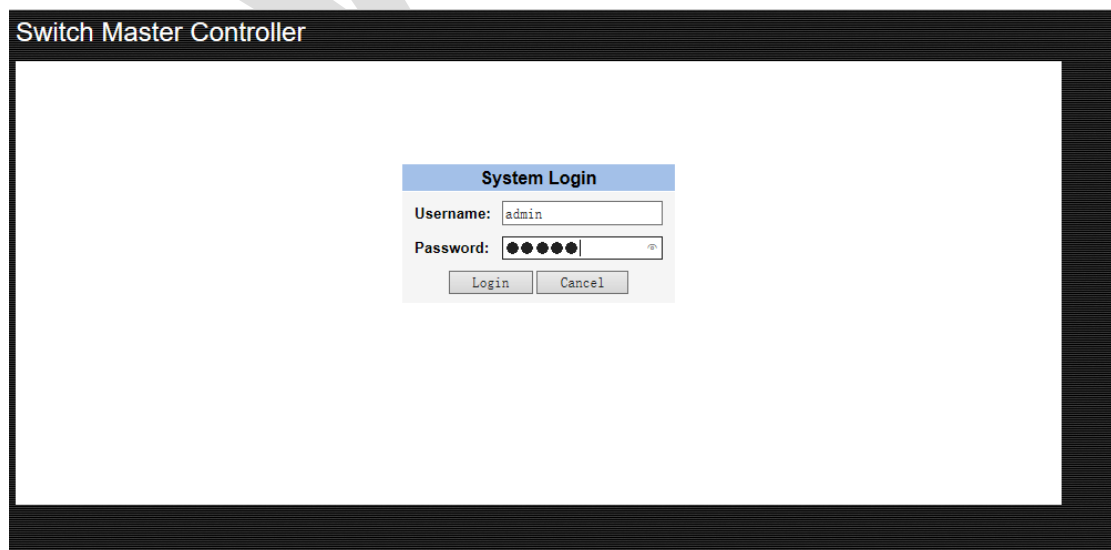 Switch Master Controller
System Login
Username: admin
Password: ●●●●●
Login Cancel